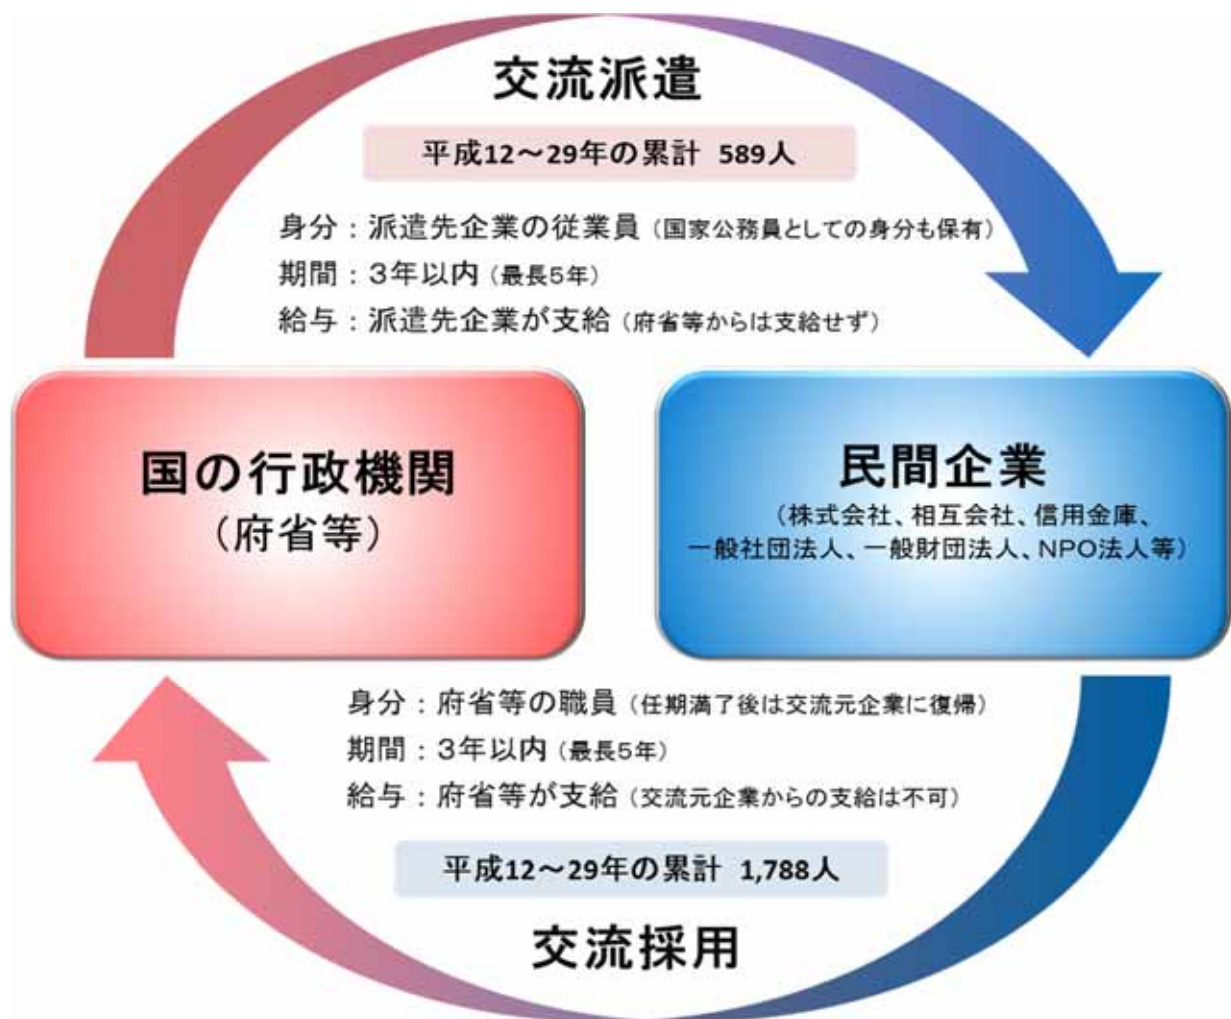 交流派遣
平成12～29年の累計 589人
身分：派遣先企業の従業員（国家公務員としての身分も保有）
期間：３年以内（最長５年）
給与：派遣先企業が支給（府省等からは支給せず）
国の行政機関
（府省等）
民間企業
（株式会社、相互会社、信用金庫、
一般社団法人、一般財団法人、ＮＰＯ法人等）
身分：府省等の職員（任期満了後は交流元企業に復帰）
期間：３年以内（最長５年）
給与：府省等が支給（交流元企業からの支給は不可）
平成12～29年の累計 1,788人
交流採用